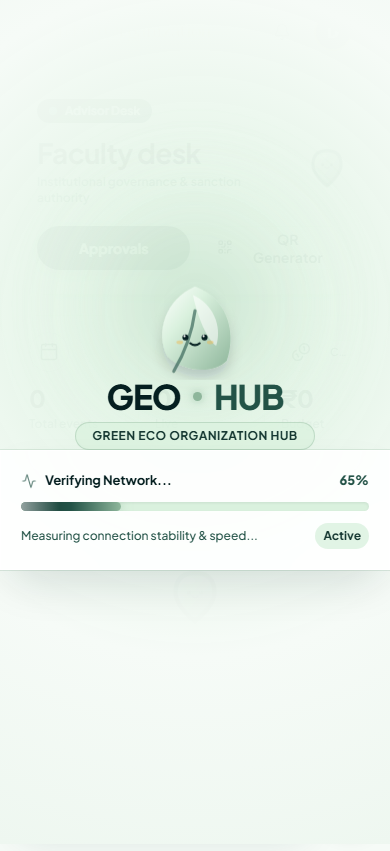 Faculty desk
Approvals
QR
Generator
0
₹0
GEO • HUB
GREEN ECO ORGANIZATION HUB
Verifying Network...
65%
Measuring connection stability & speed...
Active